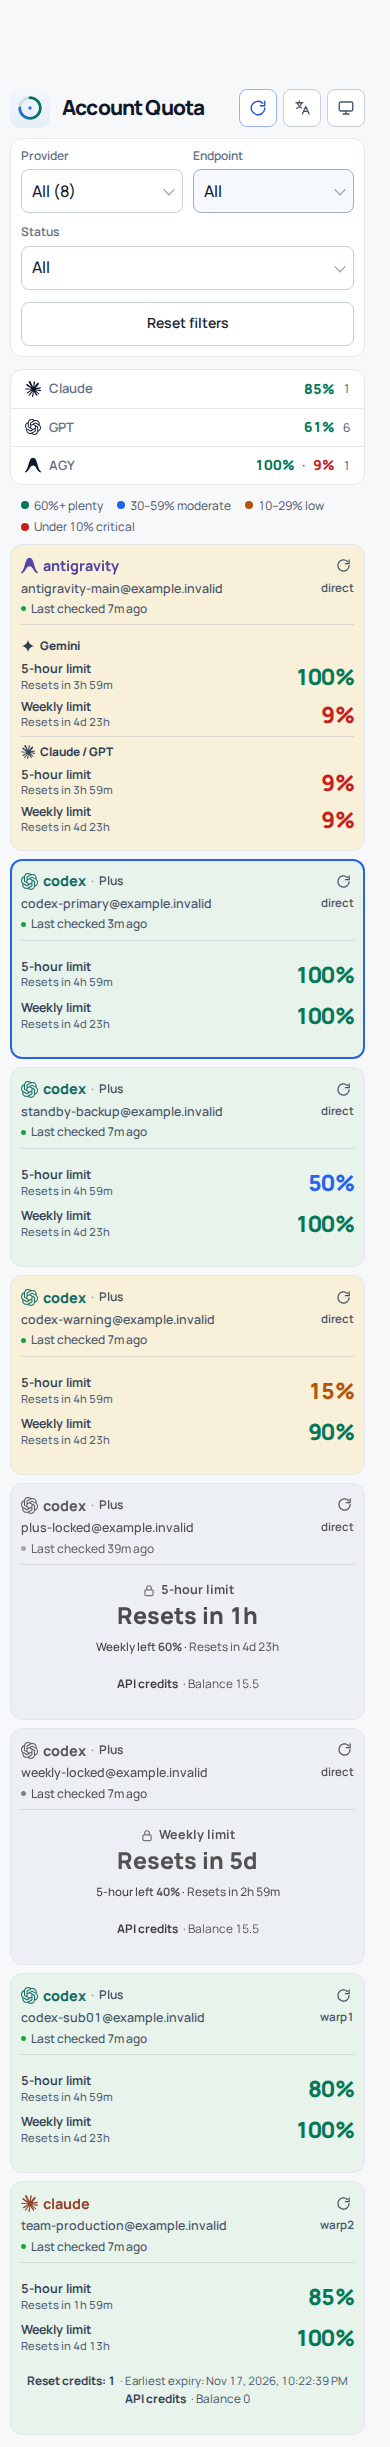 Account Quota
Provider
Endpoint
All (8)
All
Status
All
Reset filters
Claude 85% 1
GPT 61% 6
AGY 100% · 9% 1
60%+ plenty 30–59% moderate 10–29% low
Under 10% critical
antigravity
antigravity-main@example.invalid direct
Last checked 7m ago
Gemini
5-hour limit
Resets in 3h 59m
100%
Weekly limit
Resets in 4d 23h
9%
Claude / GPT
5-hour limit
Resets in 3h 59m
9%
Weekly limit
Resets in 4d 23h
9%
codex · Plus
codex-primary@example.invalid direct
Last checked 3m ago
5-hour limit
Resets in 4h 59m
100%
Weekly limit
Resets in 4d 23h
100%
codex · Plus
standby-backup@example.invalid direct
Last checked 7m ago
5-hour limit
Resets in 4h 59m
50%
Weekly limit
Resets in 4d 23h
100%
codex · Plus
codex-warning@example.invalid direct
Last checked 7m ago
5-hour limit
Resets in 4h 59m
15%
Weekly limit
Resets in 4d 23h
90%
codex · Plus
plus-locked@example.invalid direct
Last checked 39m ago
5-hour limit
Resets in 1h
Weekly left 60% · Resets in 4d 23h
API credits · Balance 15.5
codex · Plus
weekly-locked@example.invalid direct
Last checked 7m ago
Weekly limit
Resets in 5d
5-hour left 40% · Resets in 2h 59m
API credits · Balance 15.5
codex · Plus
codex-sub01@example.invalid warp1
Last checked 7m ago
5-hour limit
Resets in 4h 59m
80%
Weekly limit
Resets in 4d 23h
100%
claude
team-production@example.invalid warp2
Last checked 7m ago
5-hour limit
Resets in 1h 59m
85%
Weekly limit
Resets in 4d 13h
100%
Reset credits: 1 · Earliest expiry: Nov 17, 2026, 10:22:39 PM
API credits · Balance 0